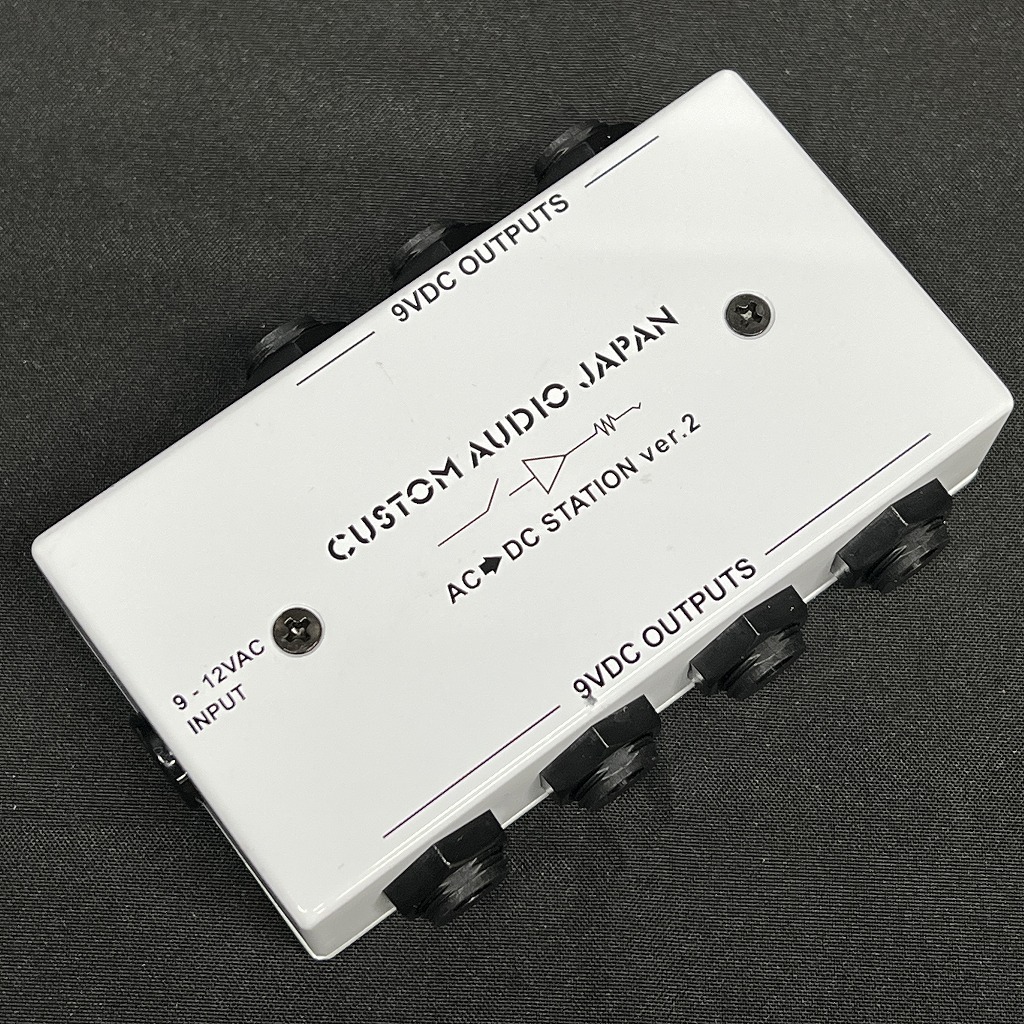 9VDC OUTPUTS
CUSTOM AUDIO JAPAN
AC➡DC STATION ver.2
9VDC OUTPUTS
9 - 12VAC
INPUT